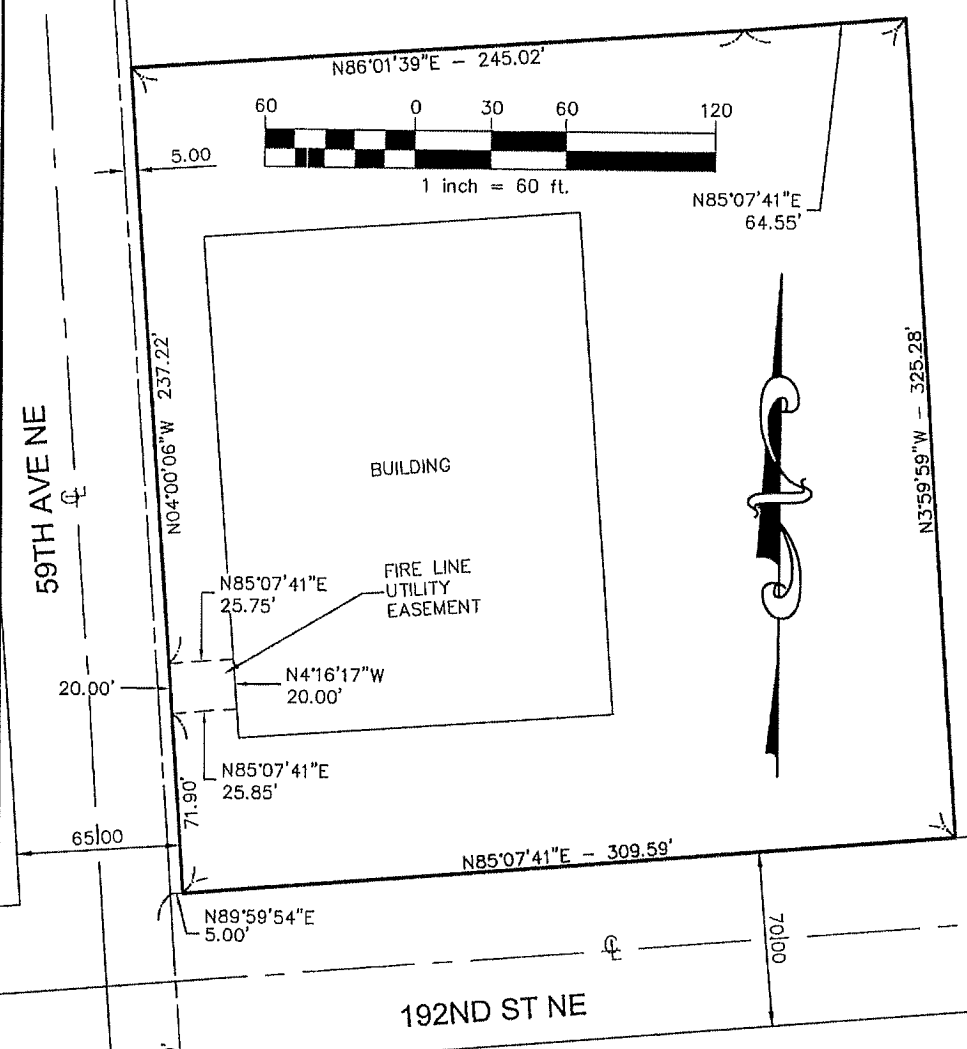 N86°01'39"E – 245.02'
60 0 30 60 120
1 inch = 60 ft.
5.00
N85°07'41"E
64.55'
N04°00'06"W 237.22'
N3°59'59"W – 325.28'
59TH AVE NE
BUILDING
FIRE LINE
UTILITY
EASEMENT
N85°07'41"E
25.75'
N4°16'17"W
20.00'
20.00'
N85°07'41"E
25.85'
71.90'
65.00
N85°07'41"E – 309.59'
N89°59'54"E
5.00'
70.00
192ND ST NE